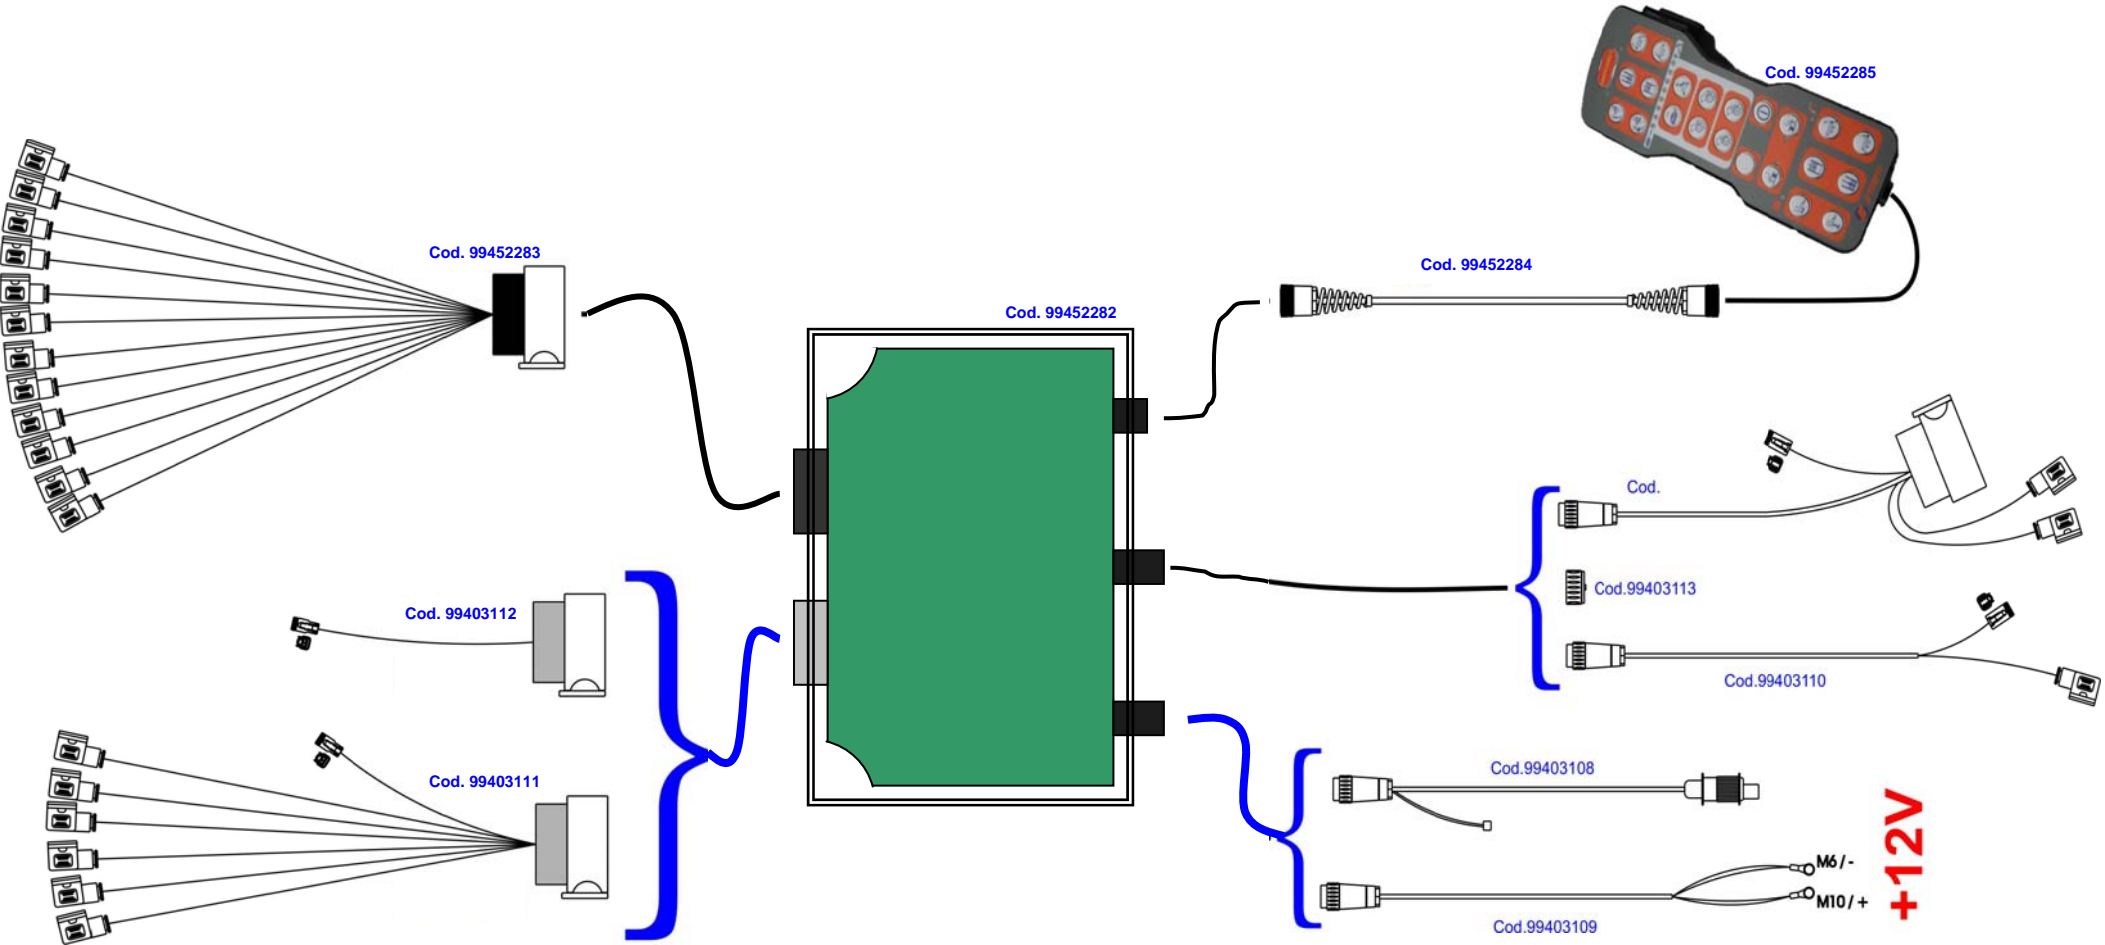 Cod. 99452285
Cod. 99452283
Cod. 99452284
Cod. 99452282
Cod.
Cod.99403113
Cod. 99403112
Cod.99403110
Cod. 99403111
Cod.99403108
+12V
M6 / -
M10 / +
Cod.99403109